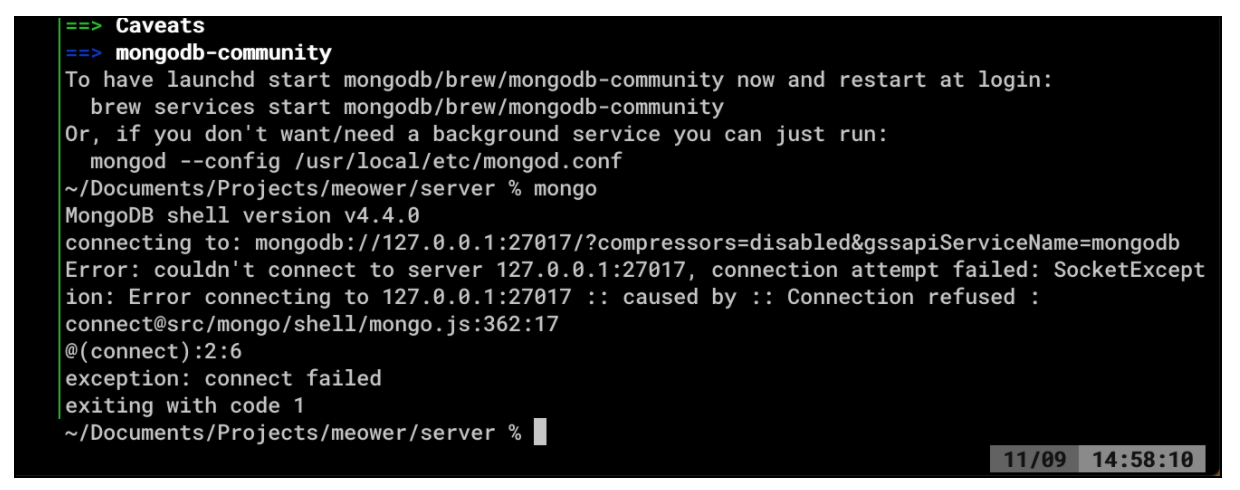 ==> Caveats
==> mongodb-community
To have launchd start mongodb/brew/mongodb-community now and restart at login:
  brew services start mongodb/brew/mongodb-community
Or, if you don't want/need a background service you can just run:
  mongod --config /usr/local/etc/mongod.conf
~/Documents/Projects/meower/server % mongo
MongoDB shell version v4.4.0
connecting to: mongodb://127.0.0.1:27017/?compressors=disabled&gssapiServiceName=mongodb
Error: couldn't connect to server 127.0.0.1:27017, connection attempt failed: SocketExcept
ion: Error connecting to 127.0.0.1:27017 :: caused by :: Connection refused :
connect@src/mongo/shell/mongo.js:362:17
@(connect):2:6
exception: connect failed
exiting with code 1
~/Documents/Projects/meower/server %
11/09 14:58:10